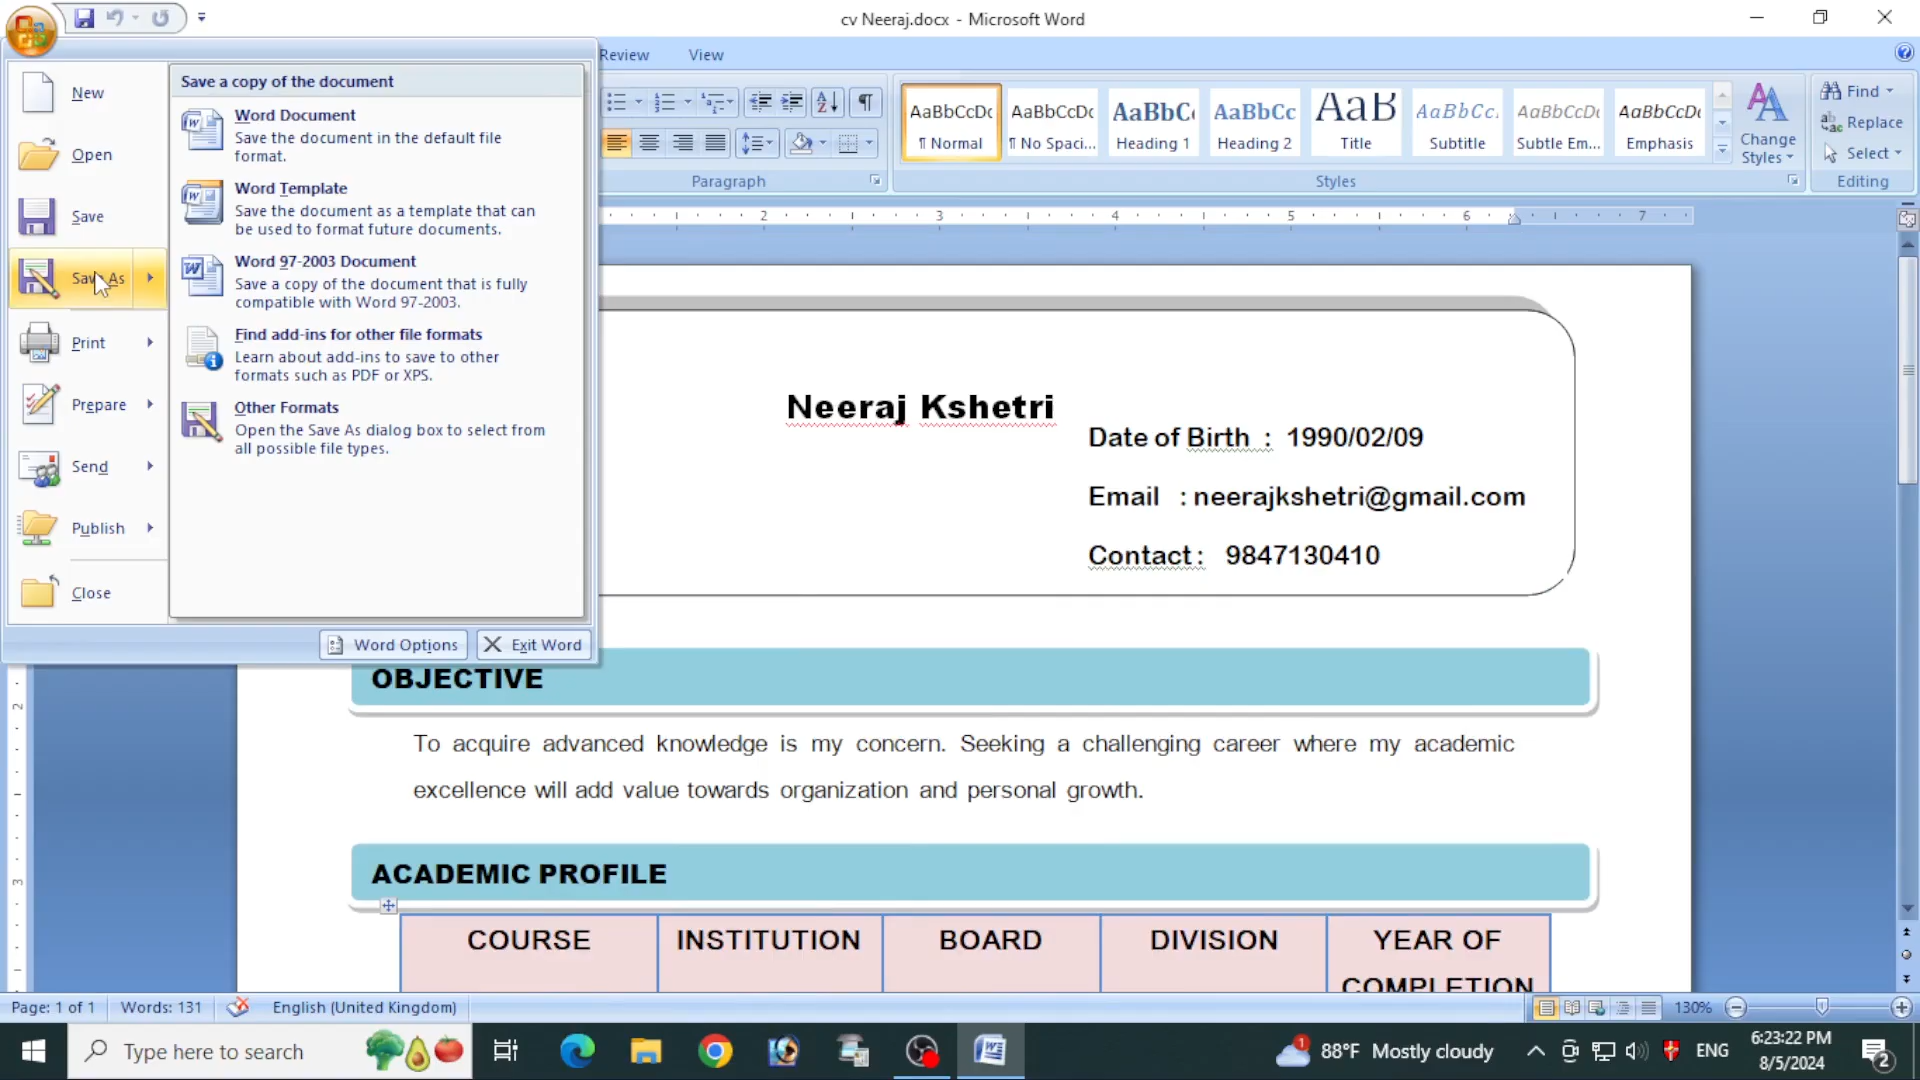 cv Neeraj.docx - Microsoft Word
Review
View
New
Open
Save
Save As
Print
Prepare
Send
Publish
Close
Save a copy of the document
Word Document
Save the document in the default file
format.
Word Template
Save the document as a template that can
be used to format future documents.
Word 97-2003 Document
Save a copy of the document that is fully
compatible with Word 97-2003.
Find add-ins for other file formats
Learn about add-ins to save to other
formats such as PDF or XPS.
Other Formats
Open the Save As dialog box to select from
all possible file types.
Word Options
Exit Word
Paragraph
AaBbCcDc
¶ Normal
AaBbCcDc
¶ No Spaci...
AaBbC
Heading 1
AaBbCc
Heading 2
AaB
Title
AaBbCc.
Subtitle
AaBbCcDc
Subtle Em...
AaBbCcDc
Emphasis
Change
Styles
Styles
Find
Replace
Select
Editing
2 3 4 5 6 7
Neeraj Kshetri
Date of Birth : 1990/02/09
Email : neerajkshetri@gmail.com
Contact : 9847130410
OBJECTIVE
To acquire advanced knowledge is my concern. Seeking a challenging career where my academic
excellence will add value towards organization and personal growth.
ACADEMIC PROFILE
COURSE
INSTITUTION
BOARD
DIVISION
YEAR OF
COMPLETION
2
3
Page: 1 of 1
Words: 131
English (United Kingdom)
130%
Type here to search
1
88°F Mostly cloudy
ENG
6:23:22 PM
8/5/2024
2